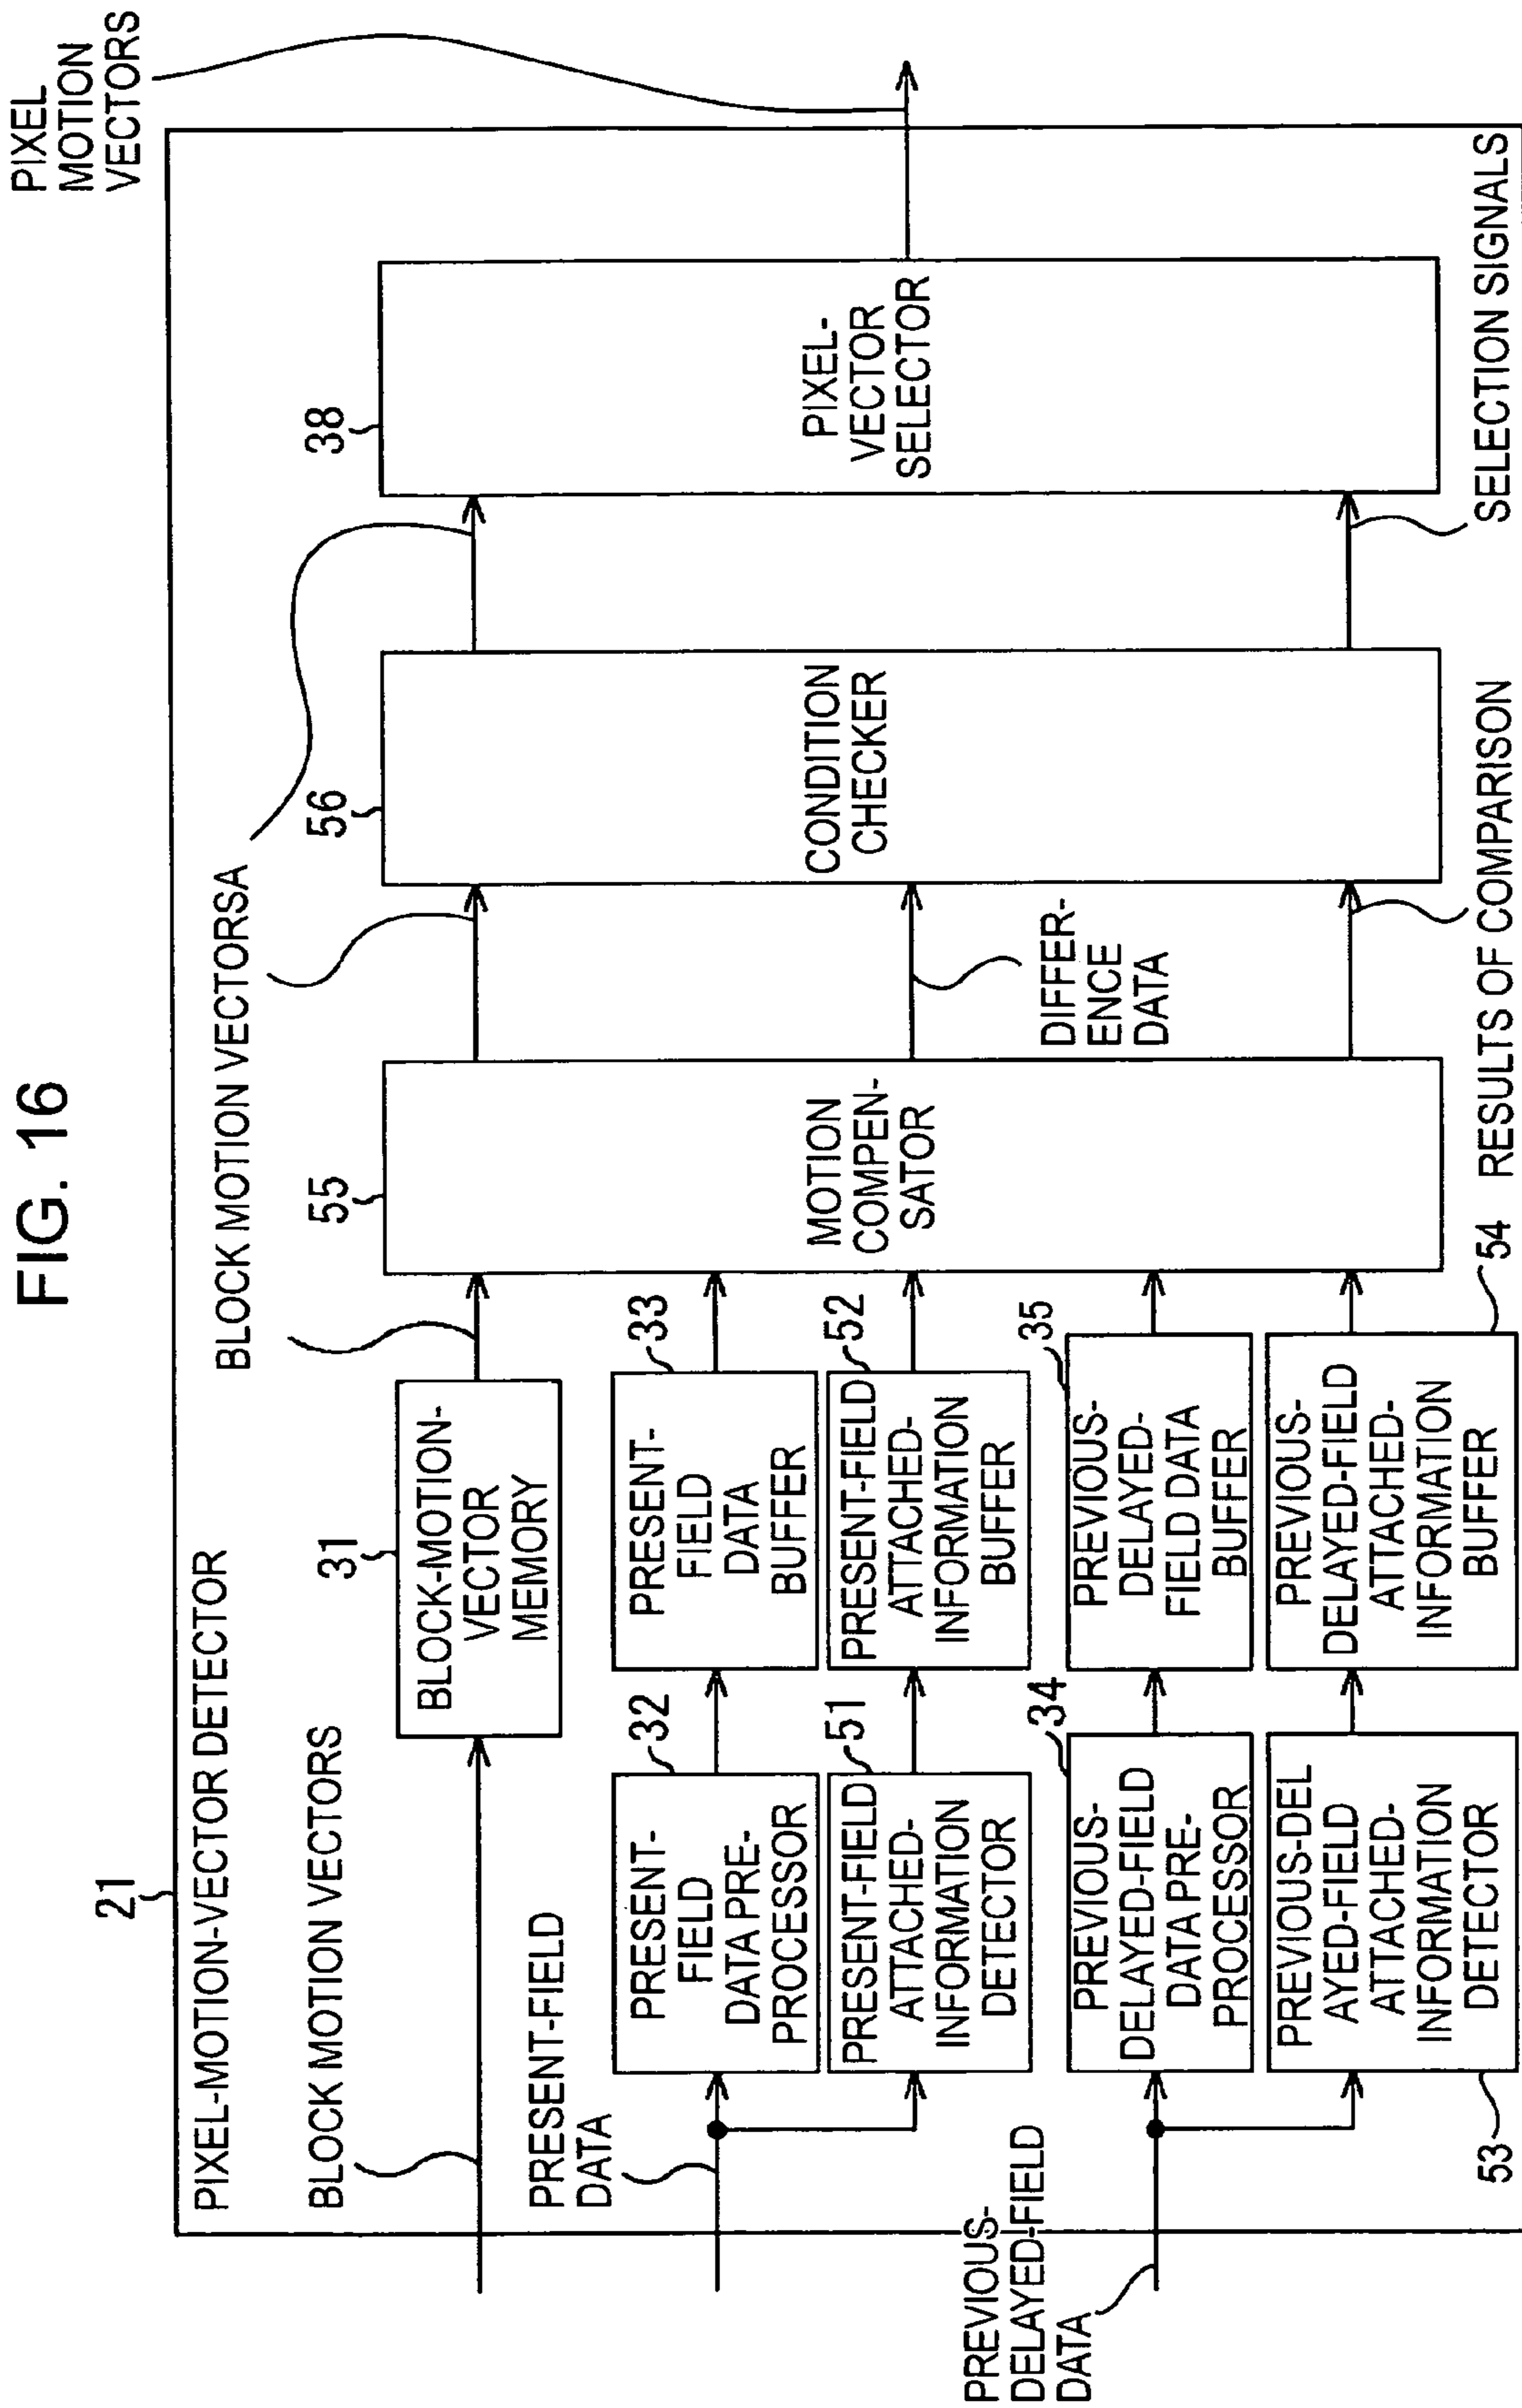 FIG. 16
21
PIXEL-MOTION-VECTOR DETECTOR
PIXEL
MOTION
VECTORS
BLOCK MOTION VECTORS
BLOCK MOTION VECTORSA
31
BLOCK-MOTION-
VECTOR
MEMORY
55
MOTION
COMPEN-
SATOR
56
CONDITION
CHECKER
38
PIXEL-
VECTOR
SELECTOR
PRESENT-FIELD
DATA
32
PRESENT-
FIELD
DATA PRE-
PROCESSOR
33
PRESENT-
FIELD
DATA
BUFFER
51
PRESENT-FIELD
ATTACHED-
INFORMATION
DETECTOR
52
PRESENT-FIELD
ATTACHED-
INFORMATION
BUFFER
DIFFER-
ENCE
DATA
PREVIOUS-
DELAYED-FIELD
DATA
34
PREVIOUS-
DELAYED-FIELD
DATA PRE-
PROCESSOR
35
PREVIOUS-
DELAYED-
FIELD DATA
BUFFER
53
PREVIOUS-DEL
AYED-FIELD
ATTACHED-
INFORMATION
DETECTOR
54
PREVIOUS-
DELAYED-FIELD
ATTACHED-
INFORMATION
BUFFER
RESULTS OF COMPARISON
SELECTION SIGNALS